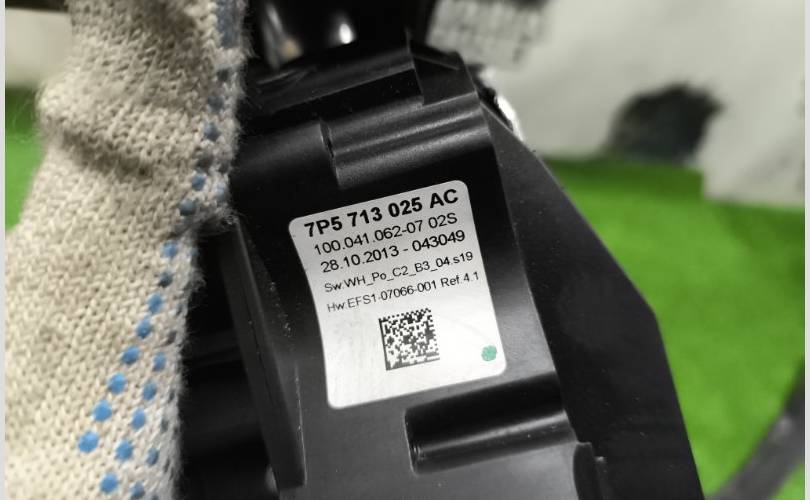 7P5 713 025 AC
100.041.062-07 02S
28.10.2013 - 043049
Sw.WH_Po_C2_B3_04.s19
Hw.EFS1-07066-001 Ref.4.1